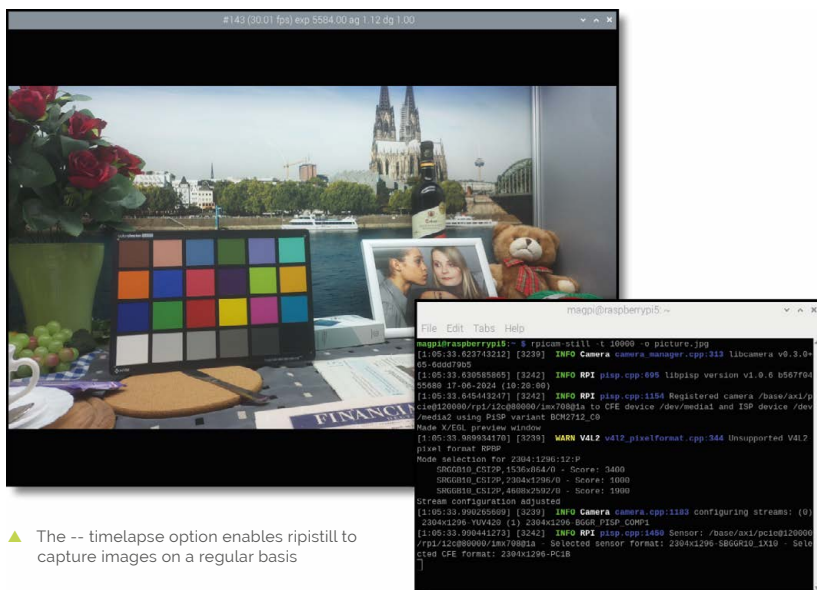 #143 (30.01 fps) exp 5584.00 ag 1.12 dg 1.00
FINANCIN
magpi@raspberrypi5: ~
File Edit Tabs Help
magpi@raspberrypi5:~ $ rpicam-still -t 10000 -o picture.jpg
[1:05:33.623743212] [3239] INFO Camera camera_manager.cpp:313 libcamera v0.3.0+
65-6ddd79b5
[1:05:33.630585865] [3242] INFO RPI pisp.cpp:695 libpisp version v1.0.6 b567f04
55680 17-06-2024 (10:20:00)
[1:05:33.645443247] [3242] INFO RPI pisp.cpp:1154 Registered camera /base/axi/p
cie@120000/rp1/i2c@80000/imx708@1a to CFE device /dev/media1 and ISP device /dev
/media2 using PiSP variant BCM2712_C0
Made X/EGL preview window
[1:05:33.989934170] [3239] WARN V4L2 v4l2_pixelformat.cpp:344 Unsupported V4L2
pixel format RPBP
Mode selection for 2304:1296:12:P
SRGGB10_CSI2P,1536x864/0 - Score: 3400
SRGGB10_CSI2P,2304x1296/0 - Score: 1000
SRGGB10_CSI2P,4608x2592/0 - Score: 1900
Stream configuration adjusted
[1:05:33.990265609] [3239] INFO Camera camera.cpp:1183 configuring streams: (0)
2304x1296-YUV420 (1) 2304x1296-BGGR_PISP_COMP1
[1:05:33.990441273] [3242] INFO RPI pisp.cpp:1450 Sensor: /base/axi/pcie@120000
/rp1/i2c@80000/imx708@1a - Selected sensor format: 2304x1296-SBGGR10_1X10 - Sele
cted CFE format: 2304x1296-PC1B
▲ The -- timelapse option enables ripistill to
capture images on a regular basis